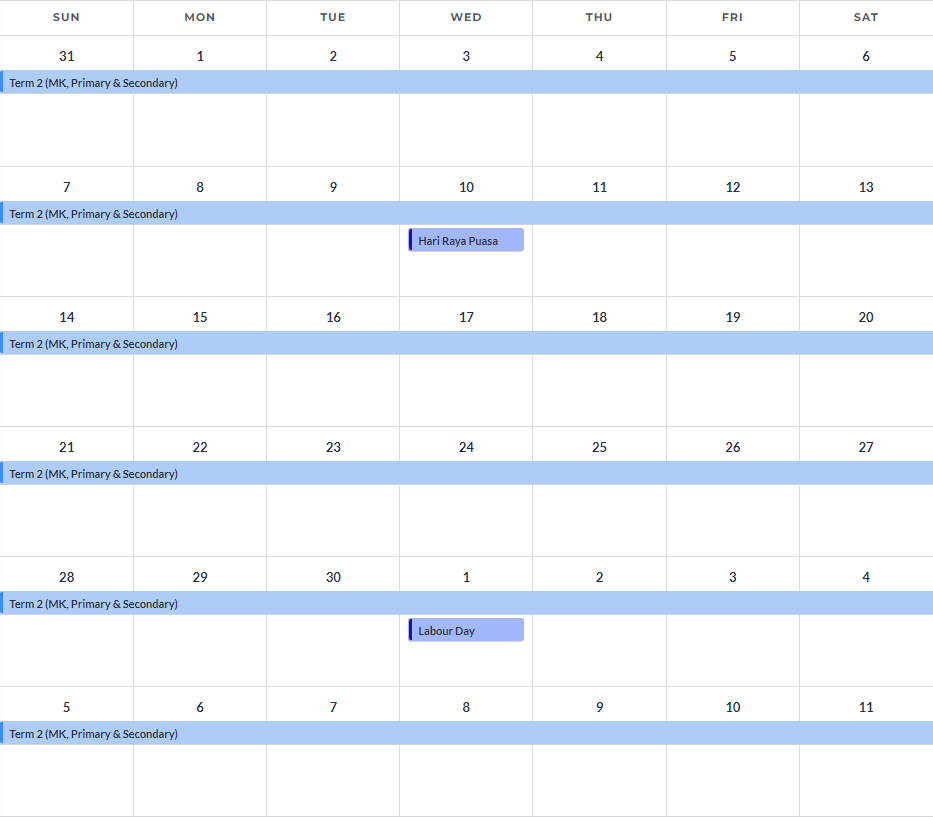 SUN MON TUE WED THU FRI SAT
31 1 2 3 4 5 6
Term 2 (MK, Primary & Secondary)
7 8 9 10 11 12 13
Term 2 (MK, Primary & Secondary)
Hari Raya Puasa
14 15 16 17 18 19 20
Term 2 (MK, Primary & Secondary)
21 22 23 24 25 26 27
Term 2 (MK, Primary & Secondary)
28 29 30 1 2 3 4
Term 2 (MK, Primary & Secondary)
Labour Day
5 6 7 8 9 10 11
Term 2 (MK, Primary & Secondary)